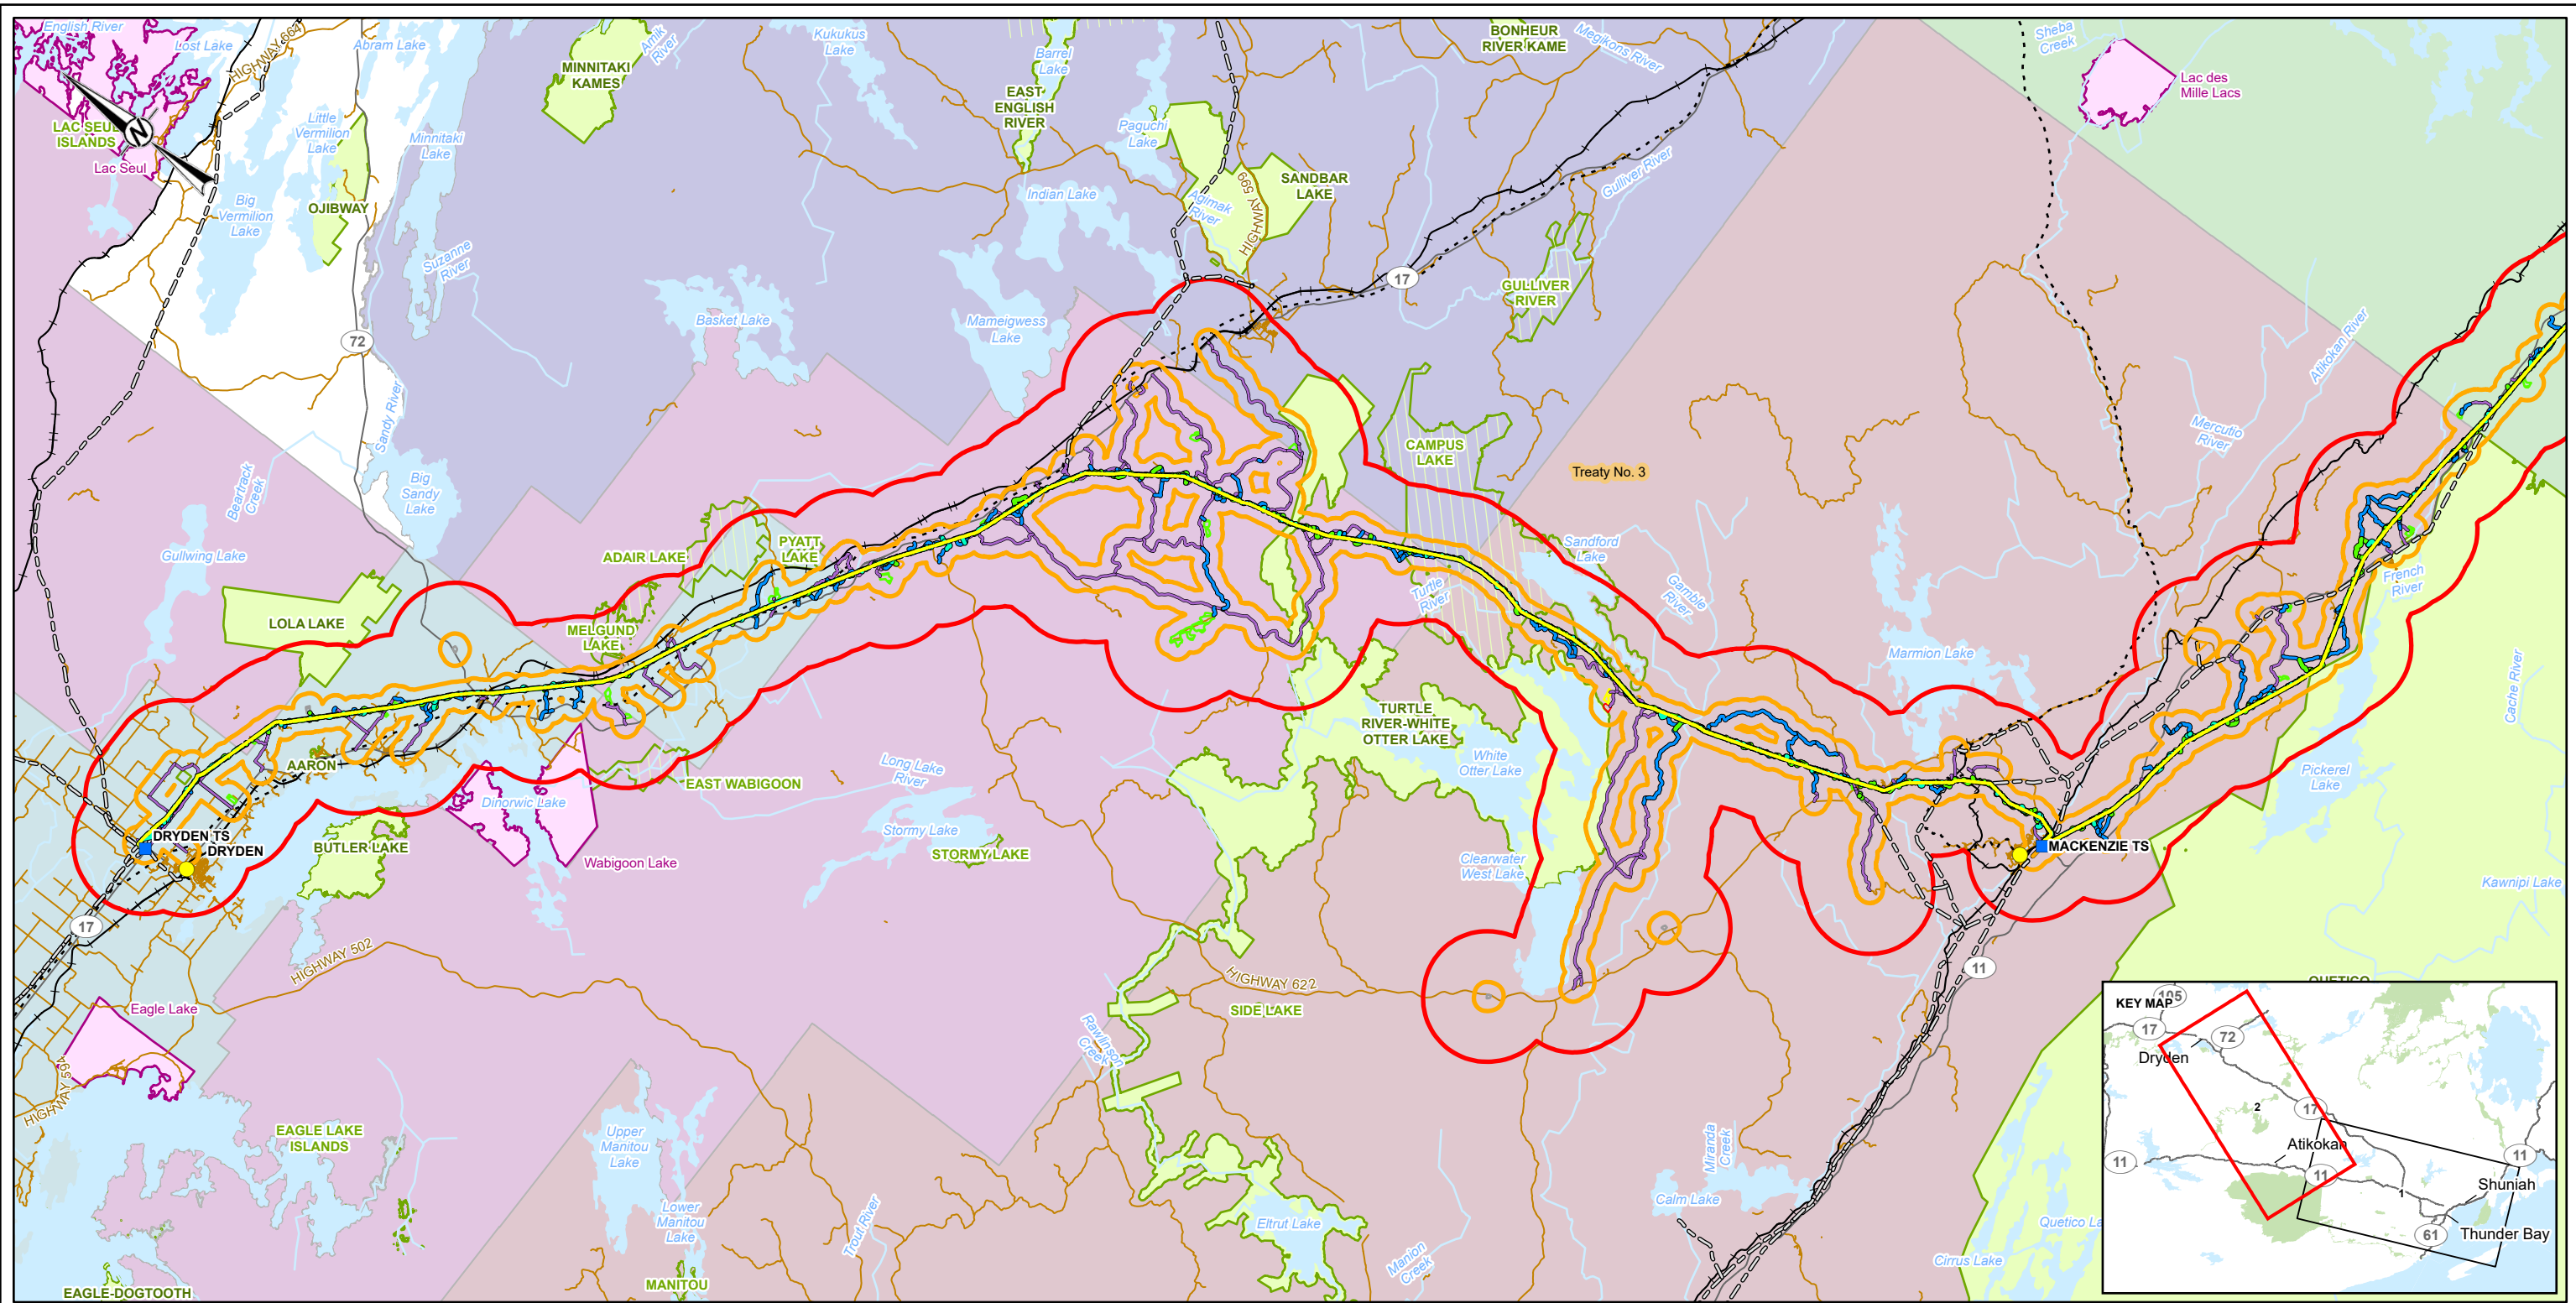 English River
Lost Lake
HIGHWAY 664
Abram Lake
MINNITAKI
KAMES
Amik
River
Kukukus
Lake
Barrel
Lake
EAST
ENGLISH
RIVER
BONHEUR
RIVER KAME
Megikons River
Sheba
Creek
Lac des
Mille Lacs
N
LAC SEUL
ISLANDS
Lac Seul
Little
Vermilion
Lake
Minnitaki
Lake
Paguchi
Lake
Big
Vermilion
Lake
OJIBWAY
Suzanne
River
Indian Lake
Agimak
River
HIGHWAY 599
SANDBAR
LAKE
Gulliver River
17
GULLIVER
RIVER
72
Basket Lake
Mameigwess
Lake
Atikokan River
Sandy River
Mercutio
River
Treaty No. 3
CAMPUS
LAKE
Beartrack
Creek
Big
Sandy
Lake
Gullwing Lake
ADAIR LAKE
PYATT
LAKE
Sandford
Lake
Turtle
River
Gamble
River
French
River
LOLA LAKE
MELGUND
LAKE
Marmion Lake
Cache River
TURTLE
RIVER-WHITE
OTTER LAKE
White
Otter Lake
AARON
EAST WABIGOON
Long Lake
River
Pickerel
Lake
Dinorwic Lake
DRYDEN TS
DRYDEN
BUTLER LAKE
Wabigoon Lake
Stormy Lake
STORMY LAKE
Clearwater
West Lake
MACKENZIE TS
Kawnipi Lake
17
HIGHWAY 502
HIGHWAY 622
11
QUETICO
Eagle Lake
SIDE LAKE
Rawlinson
Creek
HIGHWAY 594
EAGLE LAKE
ISLANDS
Upper
Manitou
Lake
Lower
Manitou
Lake
Trout River
Miranda
Creek
Calm Lake
Eltrut Lake
Manion
Creek
Quetico La
Cirrus Lake
MANITOU
EAGLE-DOGTOOTH
KEY MAP
105
17
72
Dryden
2
17
Atikokan
11
11
11
1
Shuniah
61
Thunder Bay